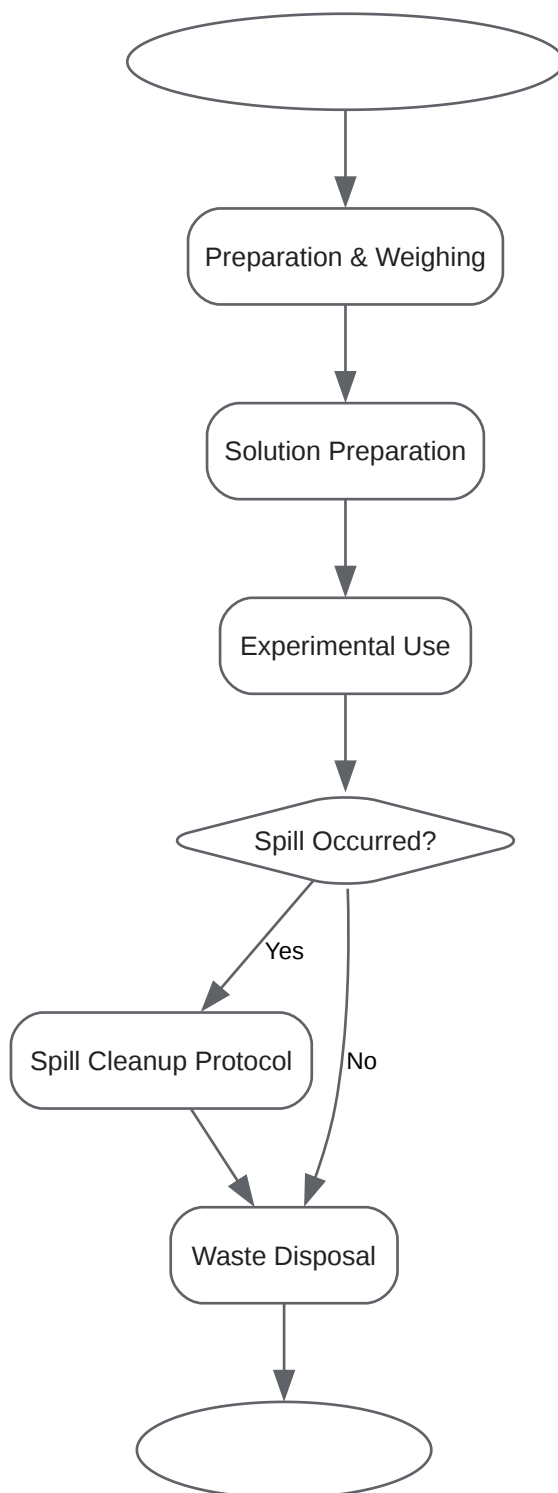 Preparation & Weighing
Solution Preparation
Experimental Use
Spill Occurred?
Yes
Spill Cleanup Protocol
No
Waste Disposal